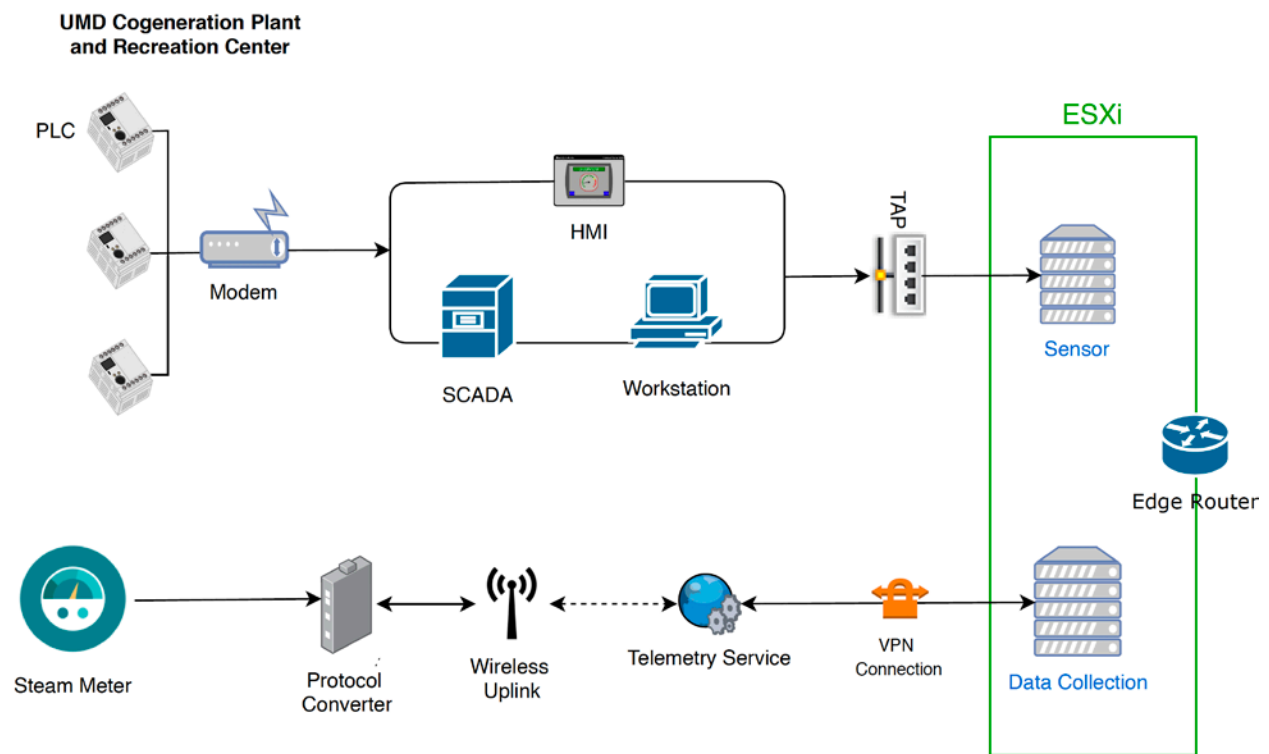 UMD Cogeneration Plant
and Recreation Center
PLC
Modem
HMI
SCADA
Workstation
TAP
ESXi
Sensor
Edge Router
Steam Meter
Protocol
Converter
Wireless
Uplink
Telemetry Service
VPN
Connection
Data Collection